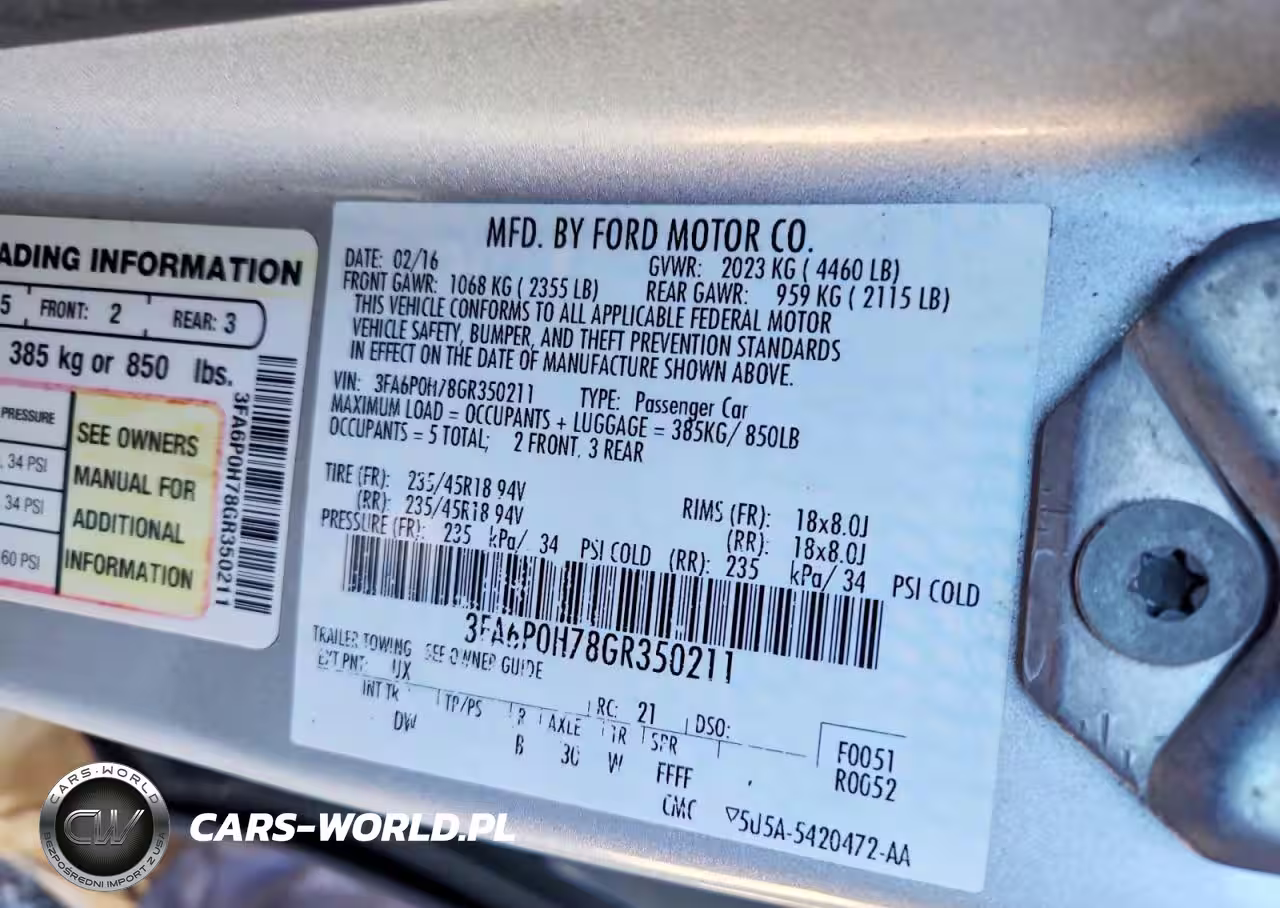 ADING INFORMATION
5 FRONT: 2 REAR: 3
385 kg or 850 lbs.
PRESSURE
34 PSI
34 PSI
60 PSI
SEE OWNERS
MANUAL FOR
ADDITIONAL
INFORMATION
3FA6P0H78GR350211
MFD. BY FORD MOTOR CO.
DATE: 02/16 GVWR: 2023 KG ( 4460 LB)
FRONT GAWR: 1068 KG ( 2355 LB) REAR GAWR: 959 KG ( 2115 LB)
THIS VEHICLE CONFORMS TO ALL APPLICABLE FEDERAL MOTOR
VEHICLE SAFETY, BUMPER, AND THEFT PREVENTION STANDARDS
IN EFFECT ON THE DATE OF MANUFACTURE SHOWN ABOVE.
VIN: 3FA6P0H78GR350211 TYPE: Passenger Car
MAXIMUM LOAD = OCCUPANTS + LUGGAGE = 385KG/ 850LB
OCCUPANTS = 5 TOTAL; 2 FRONT, 3 REAR
TIRE (FR): 235/45R18 94V RIMS (FR): 18x8.0J
(RR): 235/45R18 94V (RR): 18x8.0J
PRESSURE (FR): 235 kPa/ 34 PSI COLD (RR): 235 kPa/ 34 PSI COLD
3FA6P0H78GR350211
TRAILER TOWING SEE OWNER GUIDE
EXT PNT: UX RC: 21 DSO:
INT TR TP/PS R AXLE TR SPR F0051
DW B 30 W FFFF R0052
CMC ▽5U5A-5420472-AA
CARS-WORLD
CW
BEZPOŚREDNI IMPORT Z USA
CARS-WORLD.PL